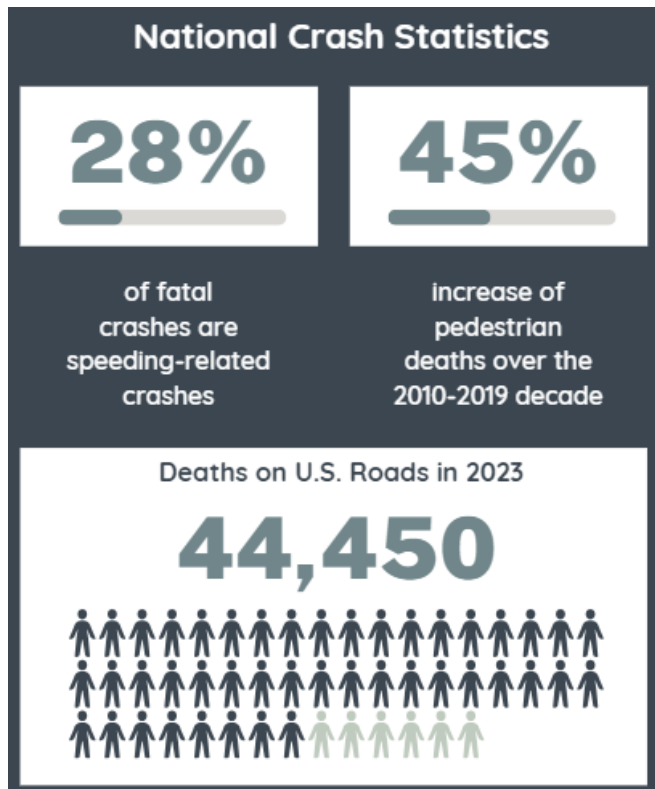 National Crash Statistics
28%
of fatal
crashes are
speeding-related
crashes
45%
increase of
pedestrian
deaths over the
2010-2019 decade
Deaths on U.S. Roads in 2023
44,450